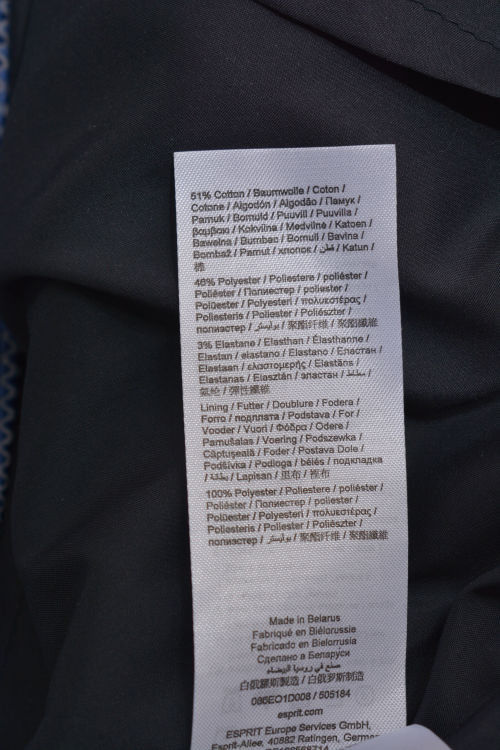 51% Cotton / Baumwolle / Coton /
Cotone / Algodón / Algodão / Памук /
Pamuk / Bomuld / Puuvill / Puuvilla /
βαμβακι / Kokvilna / Medvilnė / Katoen /
Bawełna / Bumbac / Bomull / Bavlna /
Bombaž / Pamut / хлопок / قطن / Katun /
棉
46% Polyester / Poliestere / poliéster /
Poliéster / Полиестер / poliester /
Polüester / Polyesteri / πολυεστέρας /
Poliesteris / Poliester / Poliészter /
полиэстер / بوليستر / 聚酯纤维 / 聚酯纖維
3% Elastane / Elasthan / Élasthanne /
Elastan / elastano / Elastano / Еластан /
Elastaan / ελαστομερής / Elastāns /
Elastanas / Elasztán / эластан / مطاط /
氨纶 / 彈性纖維
Lining / Futter / Doublure / Fodera /
Forro / подплата / Podstava / For /
Vooder / Vuori / Φόδρα / Odere /
Pamušalas / Voering / Podszewka /
Căptuşeală / Foder / Postava Dole /
Podšívka / Podloga / bélés / подкладка
/ بطانة / Lapisan / 里布 / 裡布
100% Polyester / Poliestere / poliéster /
Poliéster / Полиестер / poliester /
Polüester / Polyesteri / πολυεστέρας /
Poliesteris / Poliester / Poliészter /
полиэстер / بوليستر / 聚酯纤维 / 聚酯纖維
Made in Belarus
Fabriqué en Biélorussie
Fabricado en Bielorrusia
Сделано в Беларуси
صنع في روسيا البيضاء
白俄羅斯製造 / 白俄罗斯制造
086EO1D008 / 505184
esprit.com
ESPRIT Europe Services GmbH,
Esprit-Allee, 40882 Ratingen, German